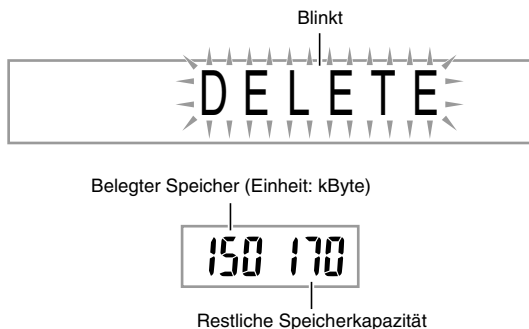 Blinkt
DELETE
Belegter Speicher (Einheit: kByte)
150 170
Restliche Speicherkapazität